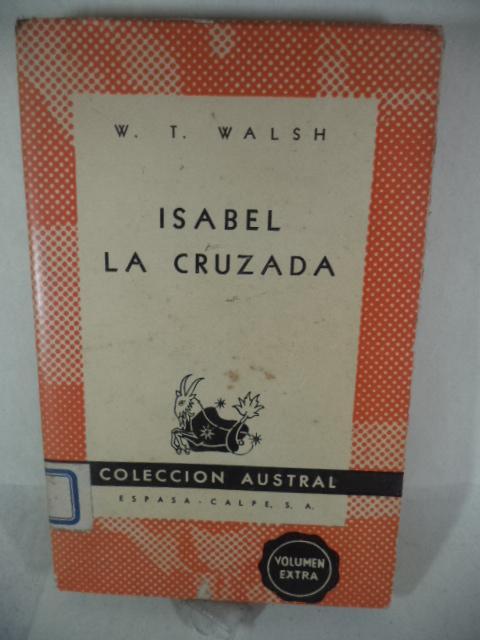 W. T. WALSH
ISABEL
LA CRUZADA
COLECCION AUSTRAL
ESPASA-CALPE, S. A.
VOLUMEN
EXTRA